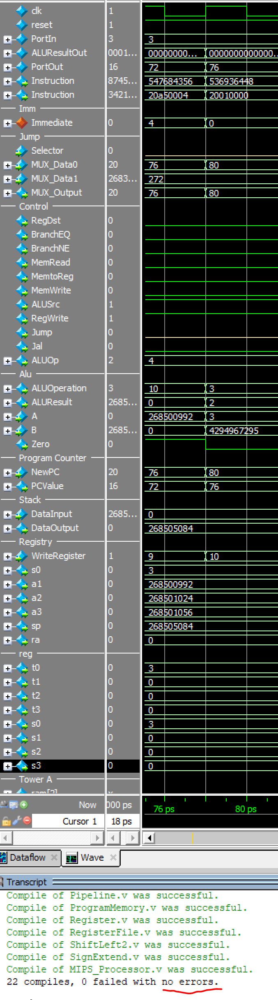 clk 1
reset 1
PortIn 3 3
ALUResultOut 0001... 00000000... 0000000000000...
PortOut 16 72 76
Instruction 8745... 547684356 536936448
Instruction 3421... 20a50004 20010000
Imm
Immediate 0 4 0
Jump
Selector 0
MUX_Data0 20 76 80
MUX_Data1 2683... 272
MUX_Output 20 76 80
Control
RegDst 0
BranchEQ 0
BranchNE 0
MemRead 0
MemtoReg 0
MemWrite 0
ALUSrc 1
RegWrite 1
Jump 0
Jal 0
ALUOp 2 4
Alu
ALUOperation 3 10 3
ALUResult 2685... 0 2
A 0 268500992 3
B 2685... 0 4294967295
Zero 0
Program Counter
NewPC 20 76 80
PCValue 16 72 76
Stack
DataInput 2685... 0
DataOutput 0 268505084
Registry
WriteRegister 1 9 10
s0 0 3
a1 0 268500992
a2 0 268501024
a3 0 268501056
sp 0 268505084
ra 0 0
reg
t0 0 3
t1 0 0
t2 0 0
t3 0 0
s0 0 3
s1 0 0
s2 0 0
s3 0 0
Tower A
Now 000 ps 76 ps 80 ps
Cursor 1 18 ps
Dataflow Wave
Transcript
Compile of Pipeline.v was successful.
Compile of ProgramMemory.v was successful.
Compile of Register.v was successful.
Compile of RegisterFile.v was successful.
Compile of ShiftLeft2.v was successful.
Compile of SignExtend.v was successful.
Compile of MIPS_Processor.v was successful.
22 compiles, 0 failed with no errors.